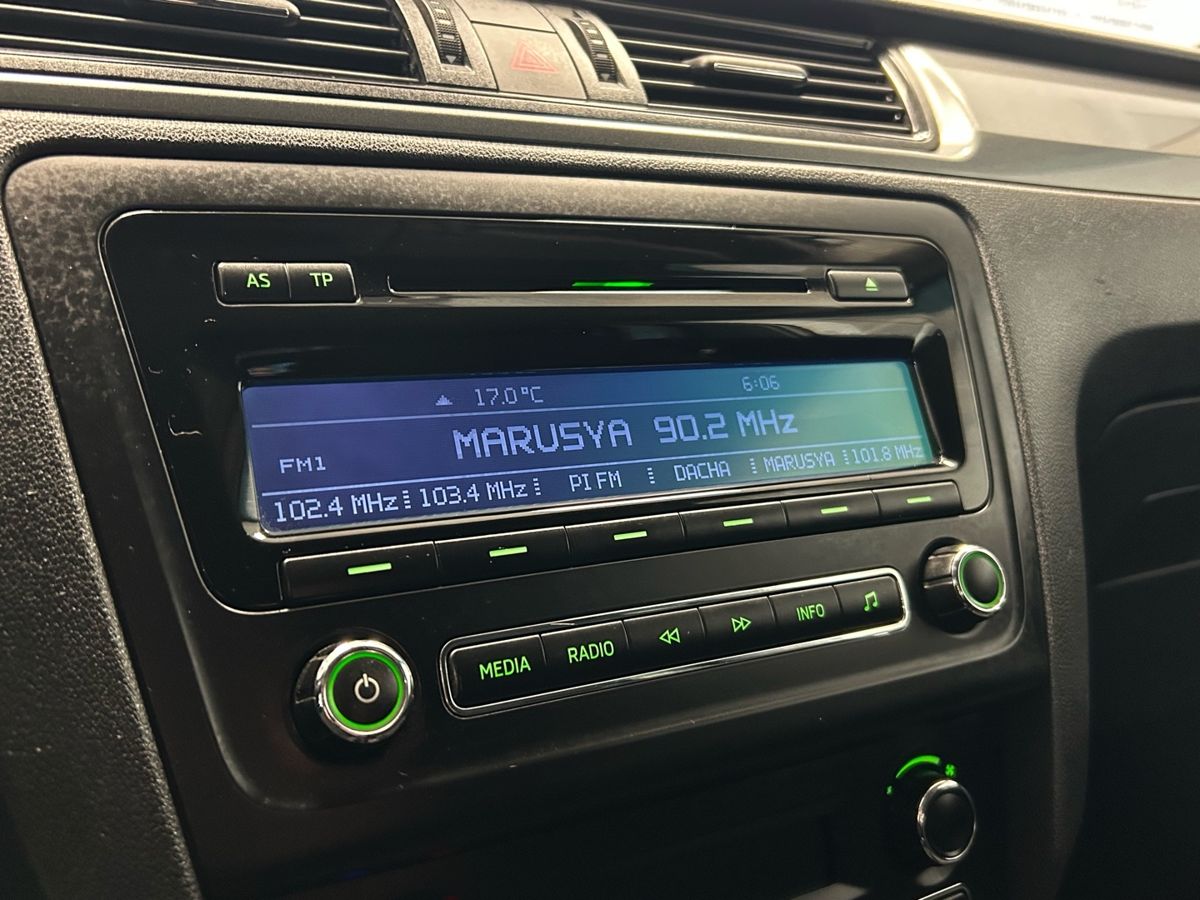 AS TP
17.0°C 6:06
MARUSYA 90.2 MHz
FM1
102.4 MHz 103.4 MHz PI FM DACHA MARUSYA 101.8 MHz
MEDIA RADIO INFO